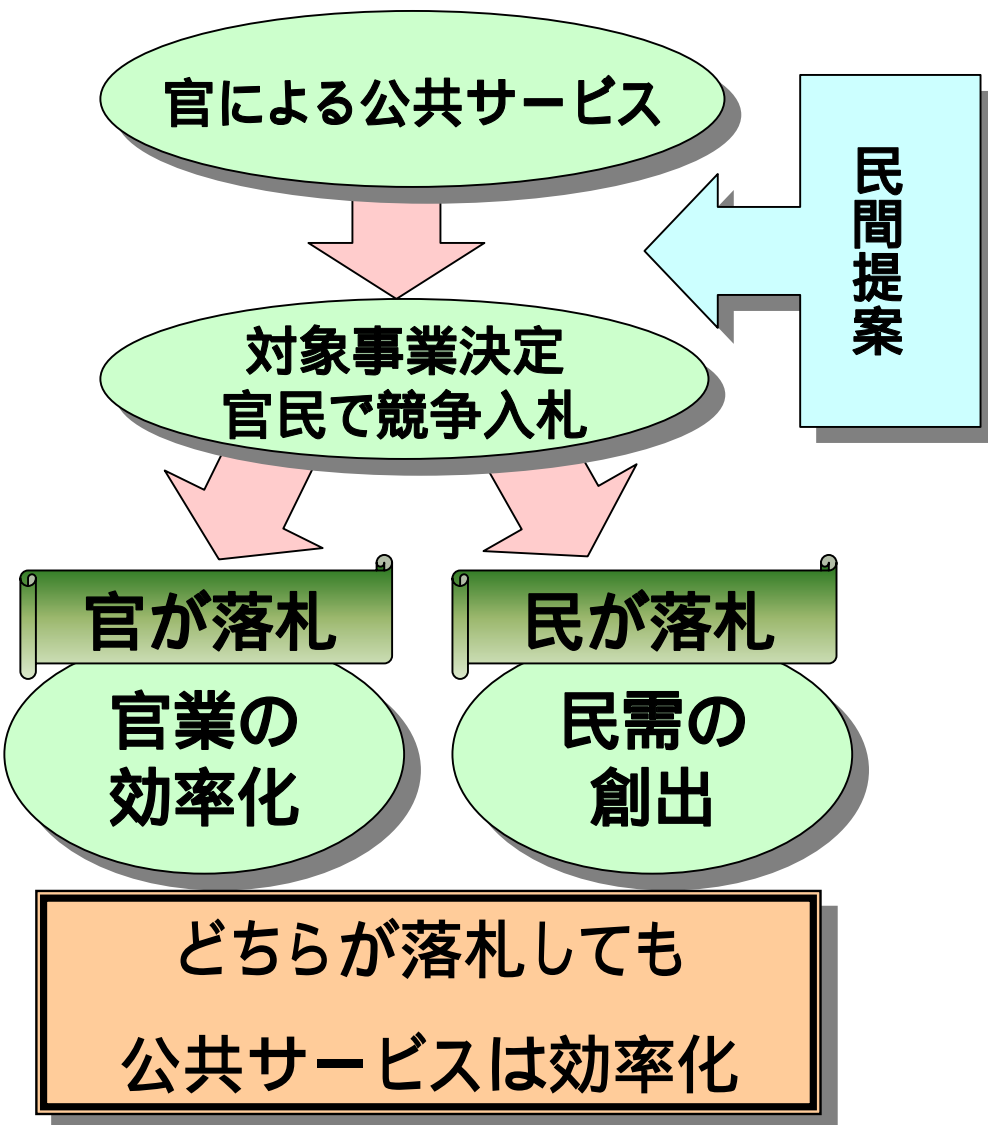 官による公共サービス
民間提案
対象事業決定
官民で競争入札
官が落札
民が落札
官業の
効率化
民需の
創出
どちらが落札しても
公共サービスは効率化